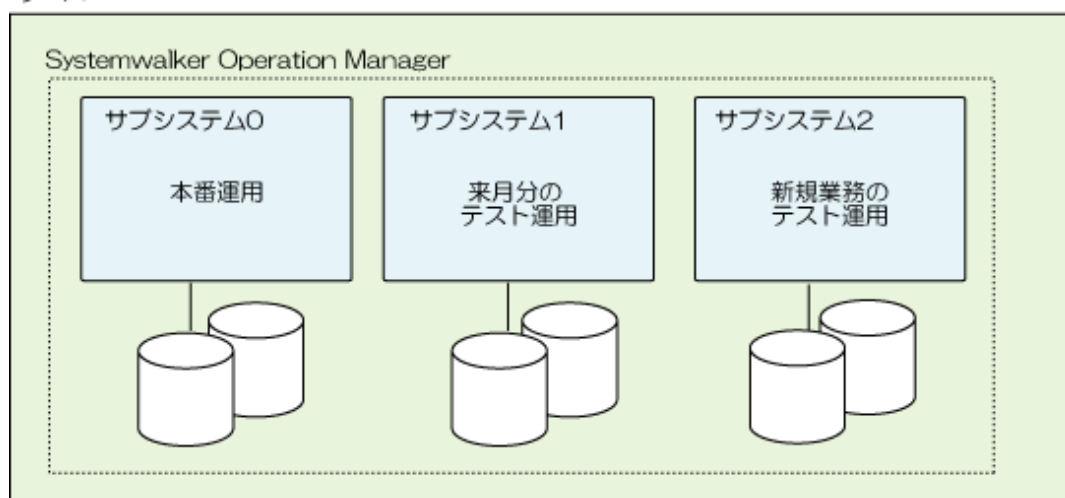 Systemwalker Operation Manager
サブシステム0
本番運用
サブシステム1
来月分の
テスト運用
サブシステム2
新規業務の
テスト運用